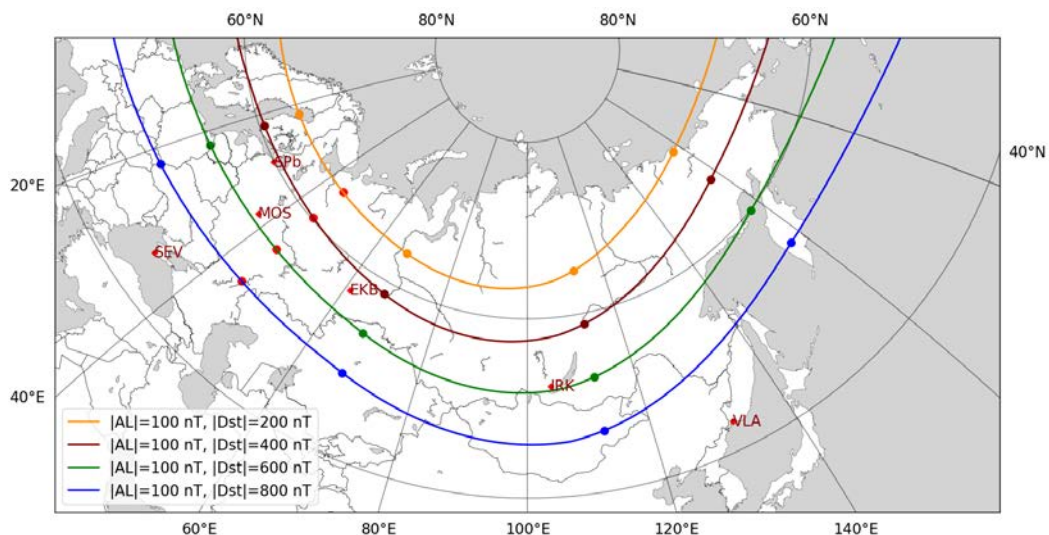 60°E 80°N 80°N 60°N
40°N
SPb
20°E
MOS
SEV
EKB
IRK
40°E
VLA
|AL|=100 nT, |Dst|=200 nT
|AL|=100 nT, |Dst|=400 nT
|AL|=100 nT, |Dst|=600 nT
|AL|=100 nT, |Dst|=800 nT
60°E 80°E 100°E 120°E 140°E